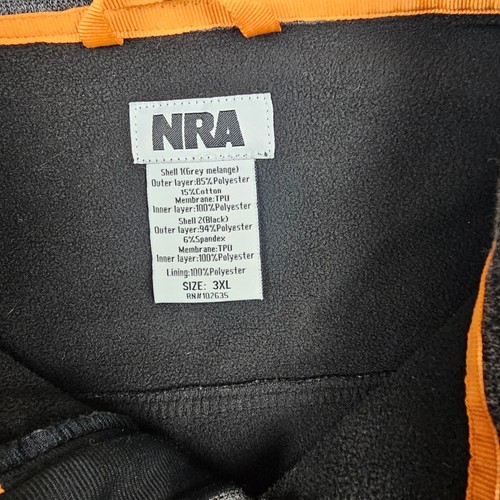 NRA
Shell 1(Grey melange)
Outer layer:85%Polyester
15%Cotton
Membrane:TPU
Inner layer:100%Polyester
Shell 2(Black)
Outer layer:94%Polyester
6%Spandex
Membrane:TPU
Inner layer:100%Polyester
Lining:100%Polyester
SIZE: 3XL
RN#102635